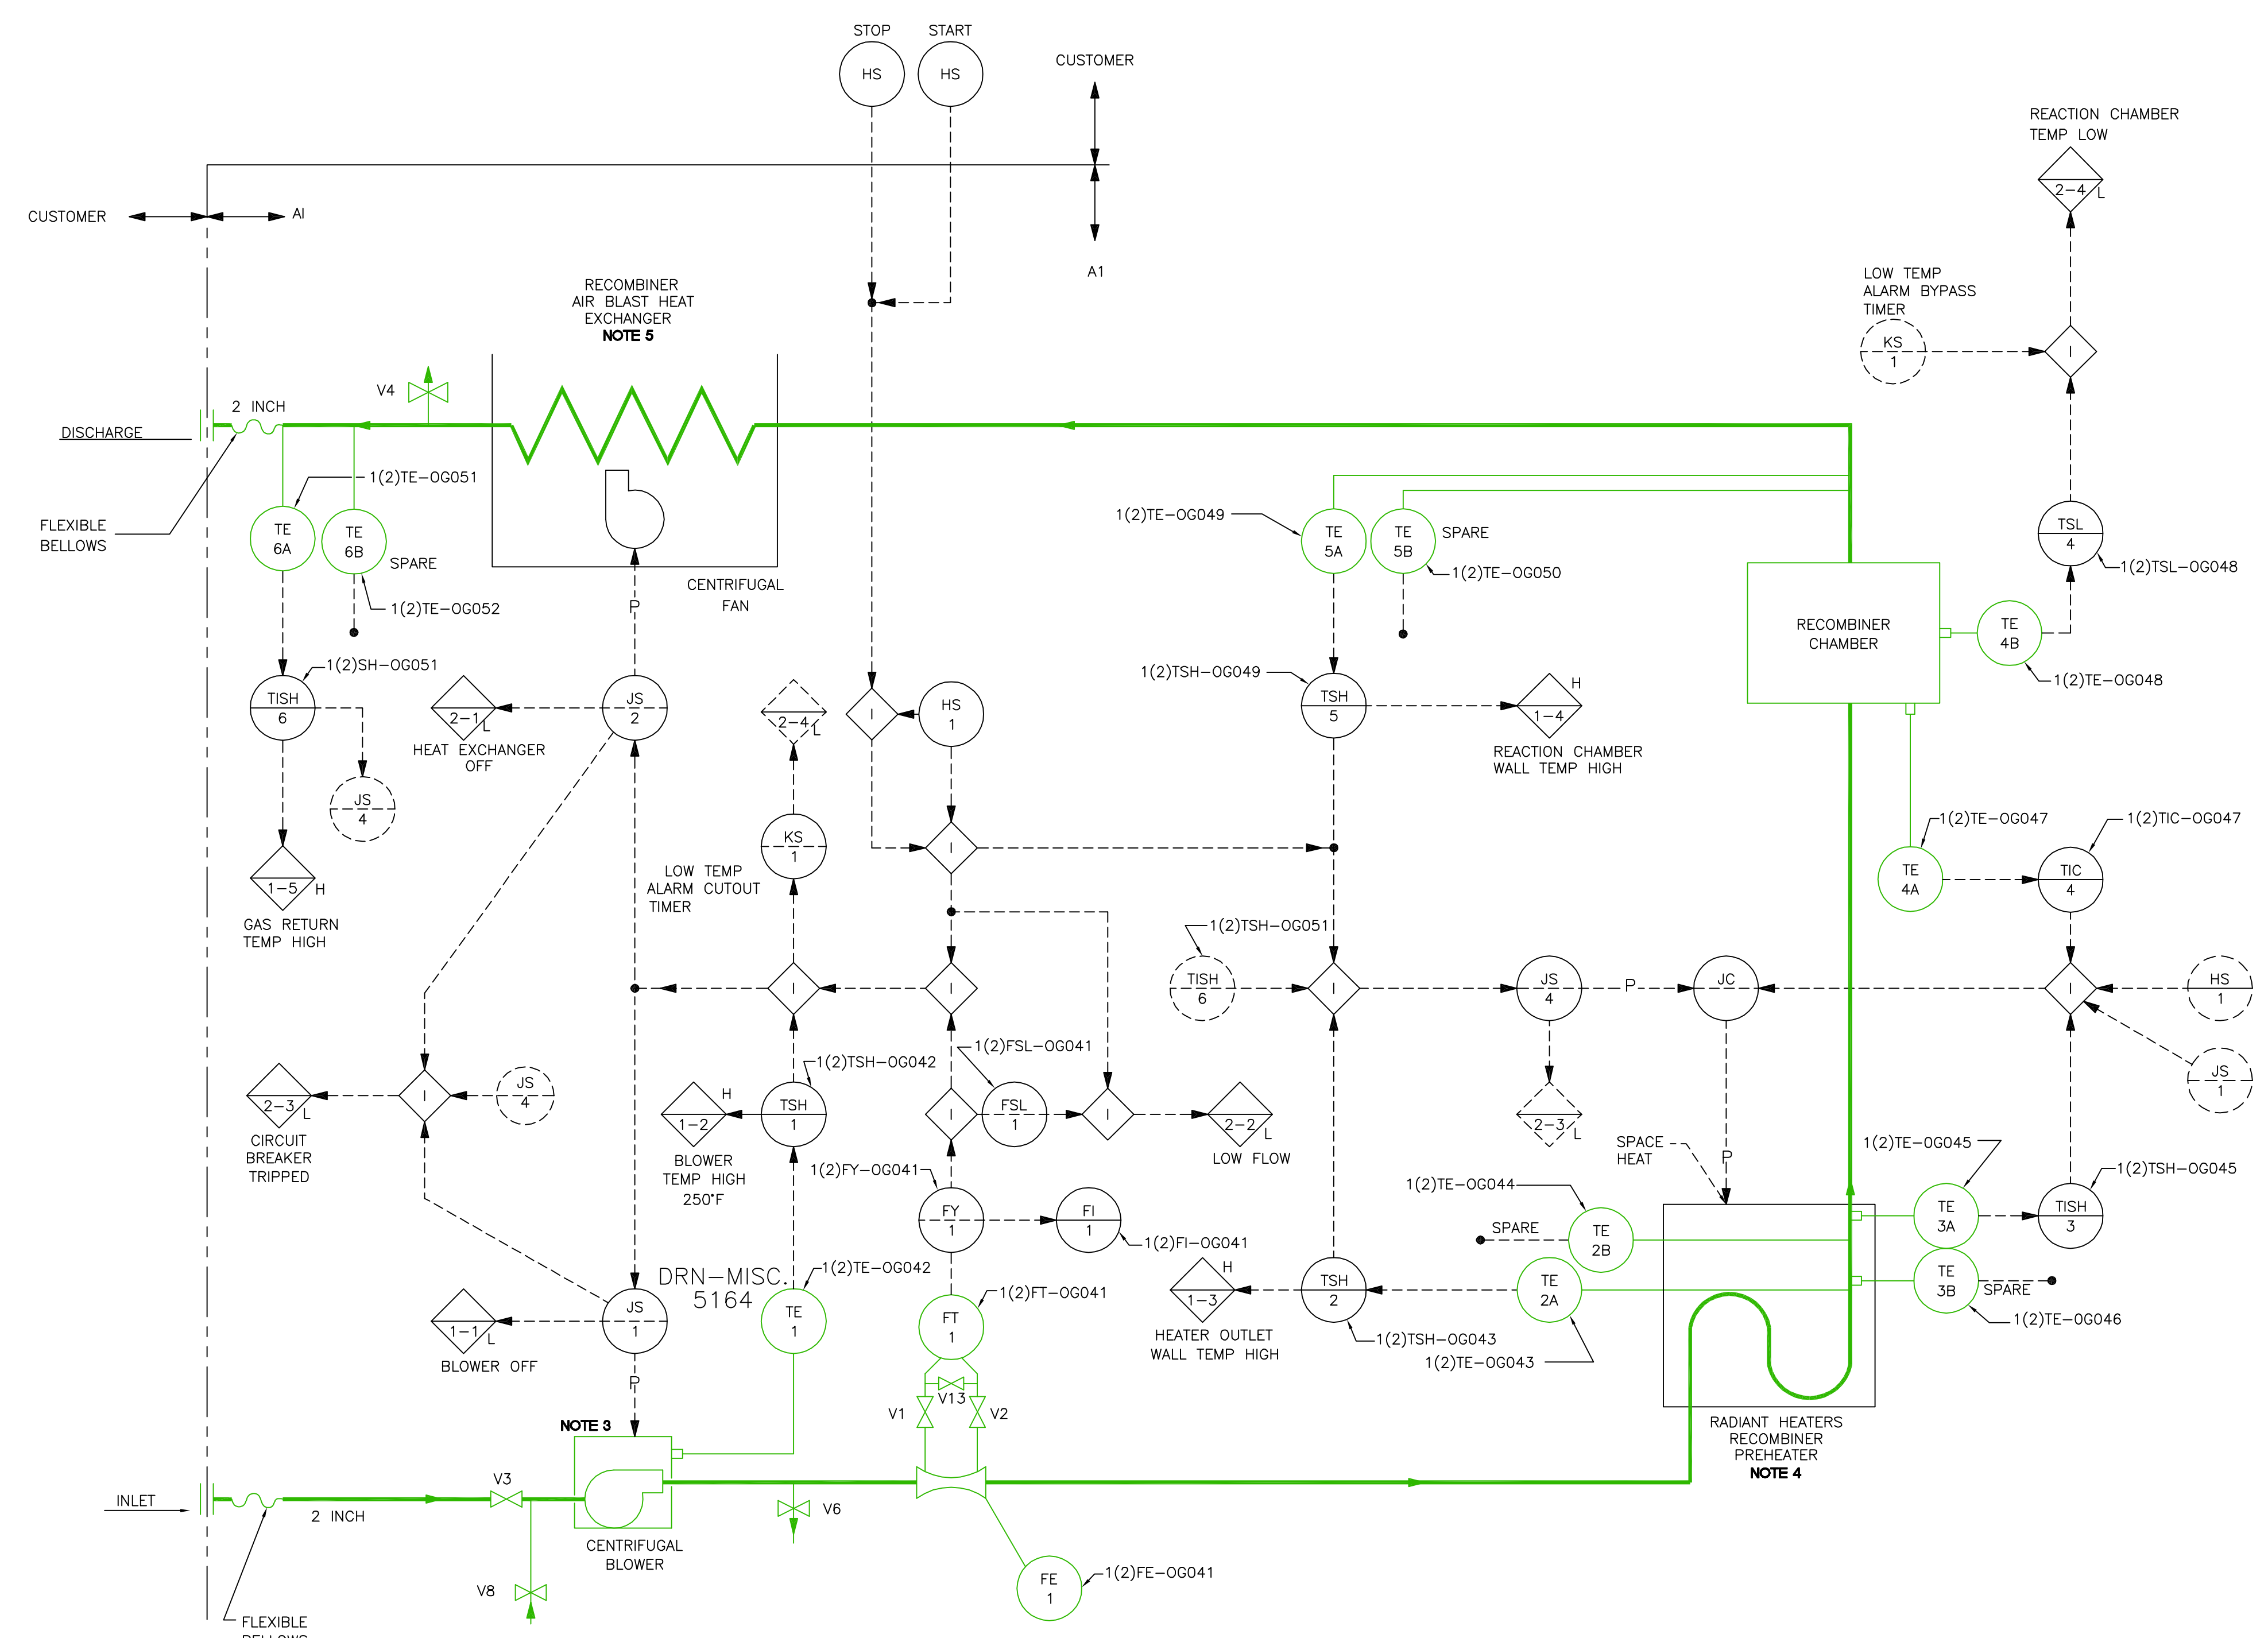 STOP
START
HS
HS
CUSTOMER
A1
CUSTOMER
AI
REACTION CHAMBER
TEMP LOW
2-4
L
LOW TEMP
ALARM BYPASS
TIMER
KS
1
I
TSL
4
1(2)TSL-OG048
RECOMBINER
AIR BLAST HEAT
EXCHANGER
NOTE 5
V4
2 INCH
DISCHARGE
FLEXIBLE
BELLOWS
1(2)TE-OG051
TE
6A
TE
6B
SPARE
1(2)TE-OG052
CENTRIFUGAL
FAN
P
1(2)TE-OG049
TE
5A
TE
5B
SPARE
1(2)TE-OG050
RECOMBINER
CHAMBER
TE
4B
1(2)TE-OG048
1(2)SH-OG051
TISH
6
JS
4
1-5
H
GAS RETURN
TEMP HIGH
2-1
L
HEAT EXCHANGER
OFF
JS
2
2-4
L
I
HS
1
1(2)TSH-OG049
TSH
5
H
1-4
REACTION CHAMBER
WALL TEMP HIGH
KS
1
LOW TEMP
ALARM CUTOUT
TIMER
I
1(2)TE-OG047
TE
4A
1(2)TIC-OG047
TIC
4
I
I
1(2)TSH-OG051
TISH
6
I
JS
4
P
JC
I
HS
1
JS
1
2-3
L
CIRCUIT
BREAKER
TRIPPED
I
JS
4
H
1-2
BLOWER
TEMP HIGH
250°F
1(2)TSH-OG042
TSH
1
1(2)FSL-OG041
I
FSL
1
I
2-2
L
LOW FLOW
2-3
L
SPACE
HEAT
P
1(2)FY-OG041
FY
1
FI
1
1(2)FI-OG041
1(2)TE-OG044
SPARE
TE
2B
1(2)TE-OG045
TE
3A
1(2)TSH-OG045
TISH
3
TE
3B
SPARE
1(2)TE-OG046
H
1-3
HEATER OUTLET
WALL TEMP HIGH
TSH
2
1(2)TSH-OG043
TE
2A
1(2)TE-OG043
1-1
L
BLOWER OFF
JS
1
P
DRN-MISC.
5164
1(2)TE-OG042
TE
1
1(2)FT-OG041
FT
1
V13
V1
V2
RADIANT HEATERS
RECOMBINER
PREHEATER
NOTE 4
NOTE 3
INLET
2 INCH
V3
CENTRIFUGAL
BLOWER
V6
V8
FE
1
1(2)FE-OG041
FLEXIBLE
BELLOWS